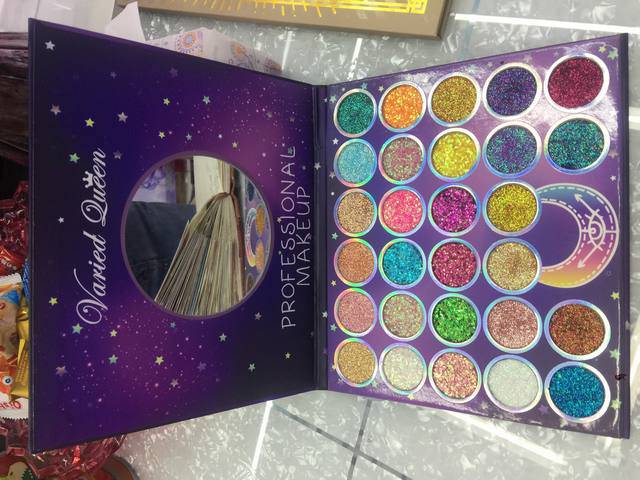 Varied Queen
PROFESSIONAL
MAKEUP